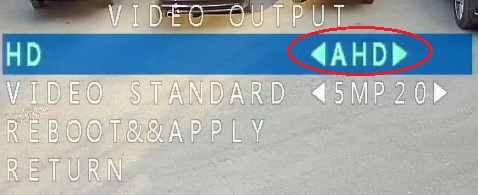 VIDEO OUTPUT
HD ◀AHD▶
VIDEO STANDARD ◀5MP20▶
REBOOT&&APPLY
RETURN